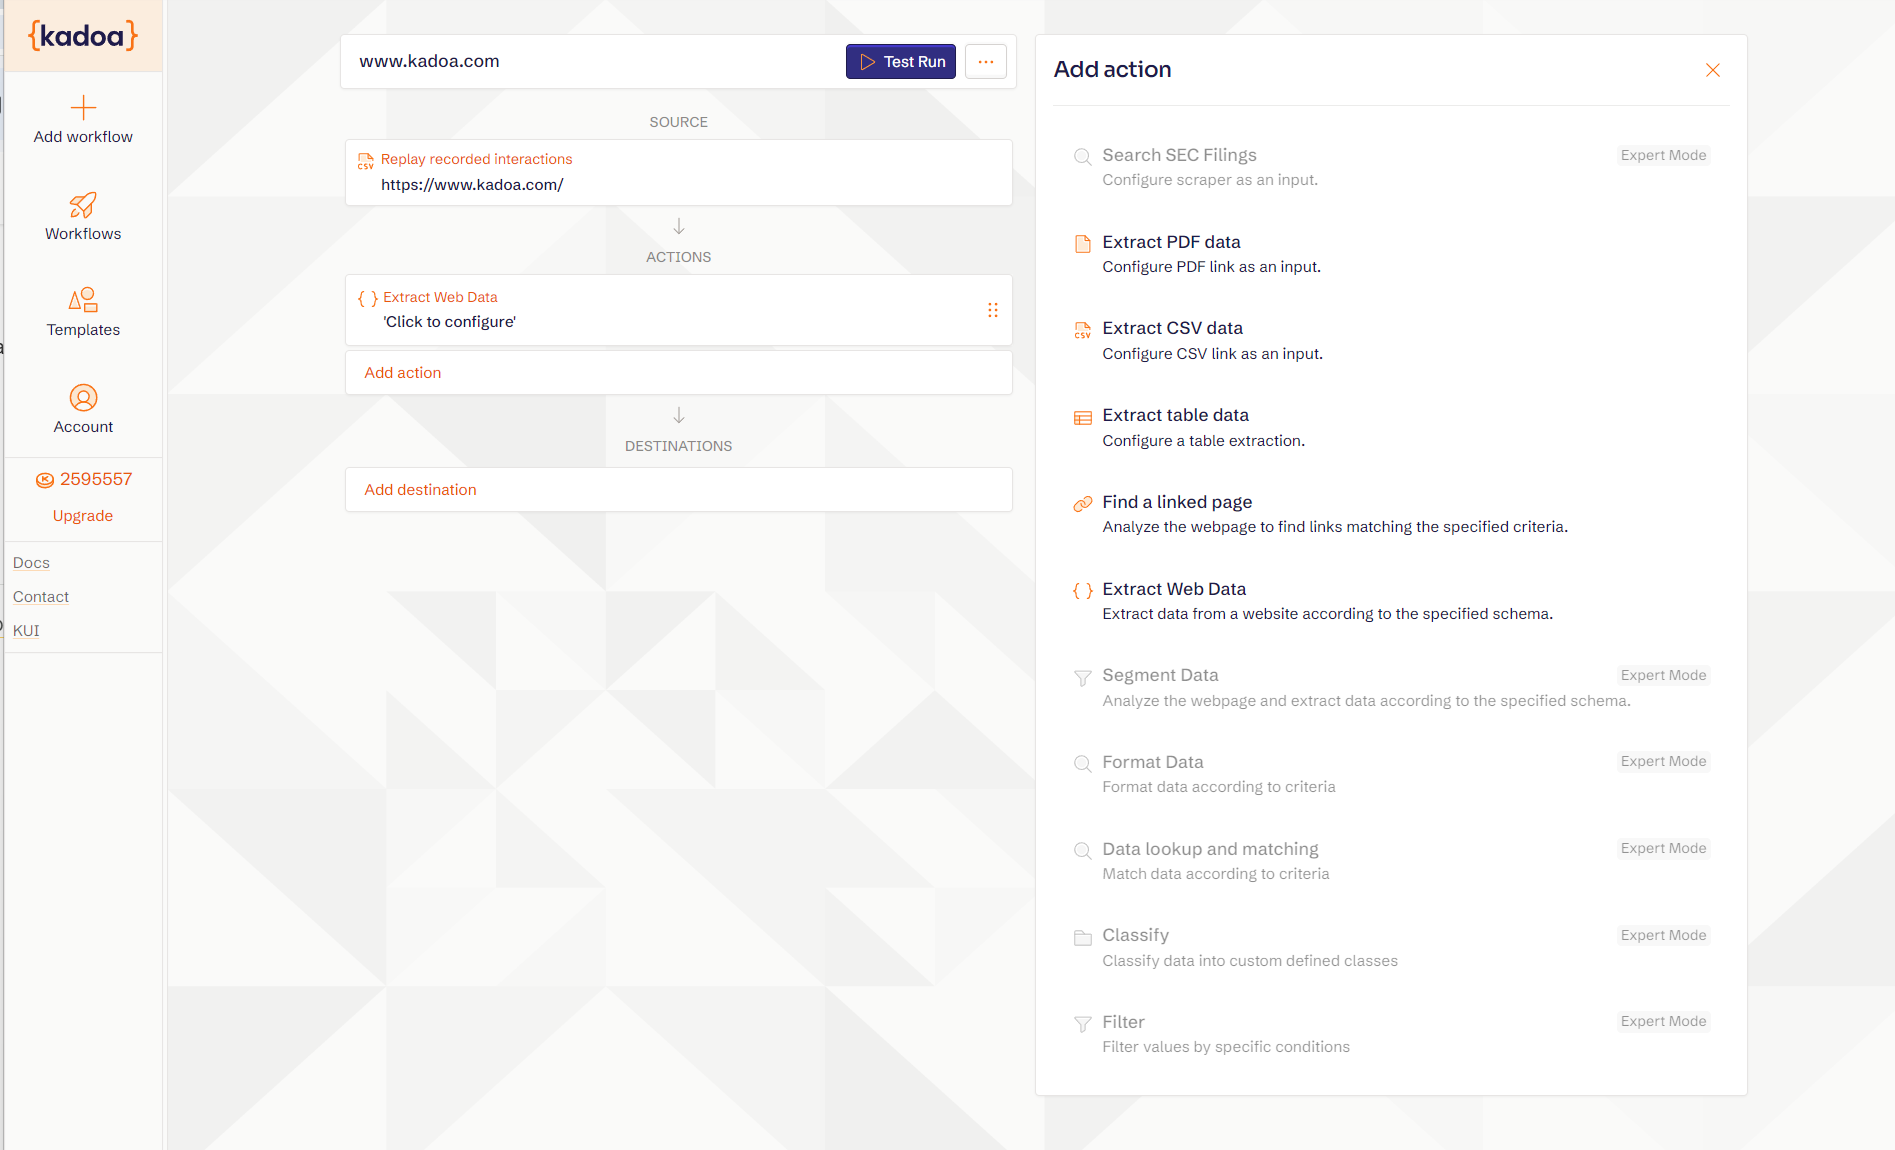 {kadoa}
Add workflow
Workflows
Templates
Account
2595557
Upgrade
Docs
Contact
KUI
www.kadoa.com
Test Run
SOURCE
CSV
Replay recorded interactions
https://www.kadoa.com/
ACTIONS
{ } Extract Web Data
'Click to configure'
Add action
DESTINATIONS
Add destination
Add action
Search SEC Filings
Expert Mode
Configure scraper as an input.
Extract PDF data
Configure PDF link as an input.
CSV
Extract CSV data
Configure CSV link as an input.
Extract table data
Configure a table extraction.
Find a linked page
Analyze the webpage to find links matching the specified criteria.
{ } Extract Web Data
Extract data from a website according to the specified schema.
Segment Data
Expert Mode
Analyze the webpage and extract data according to the specified schema.
Format Data
Expert Mode
Format data according to criteria
Data lookup and matching
Expert Mode
Match data according to criteria
Classify
Expert Mode
Classify data into custom defined classes
Filter
Expert Mode
Filter values by specific conditions